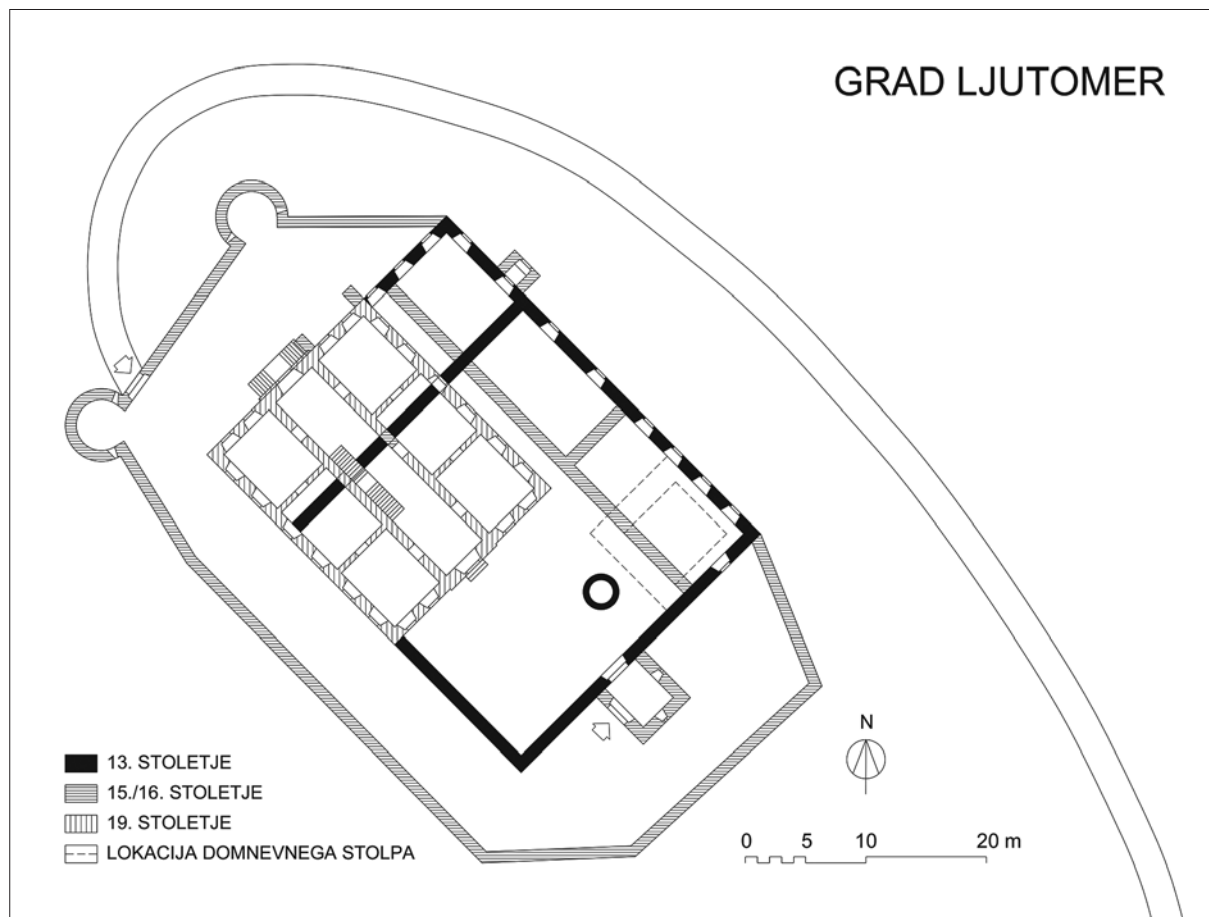 GRAD LJUTOMER
13. STOLETJE
15./16. STOLETJE
19. STOLETJE
LOKACIJA DOMNEVNEGA STOLPA
N
0 5 10 20 m